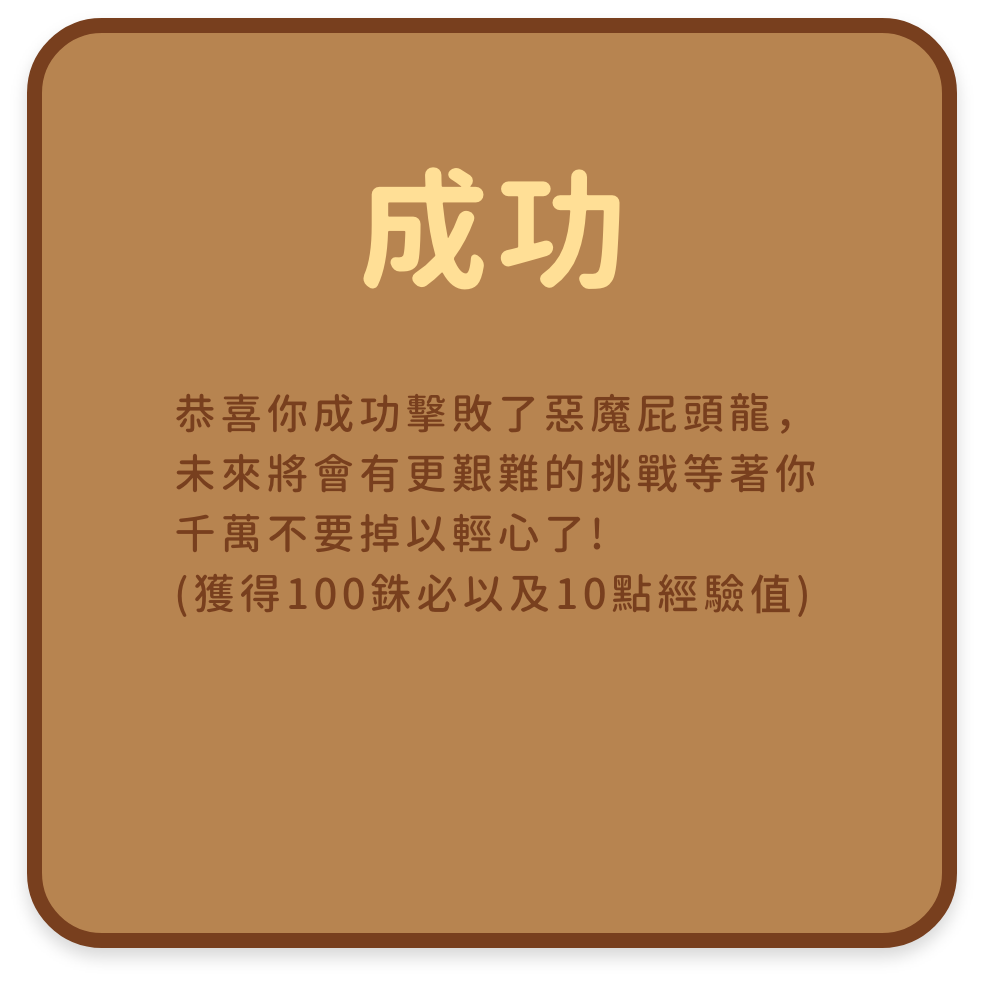 成功
恭喜你成功擊敗了惡魔屁頭龍，
未來將會有更艱難的挑戰等著你
千萬不要掉以輕心了！
(獲得100銖必以及10點經驗值)